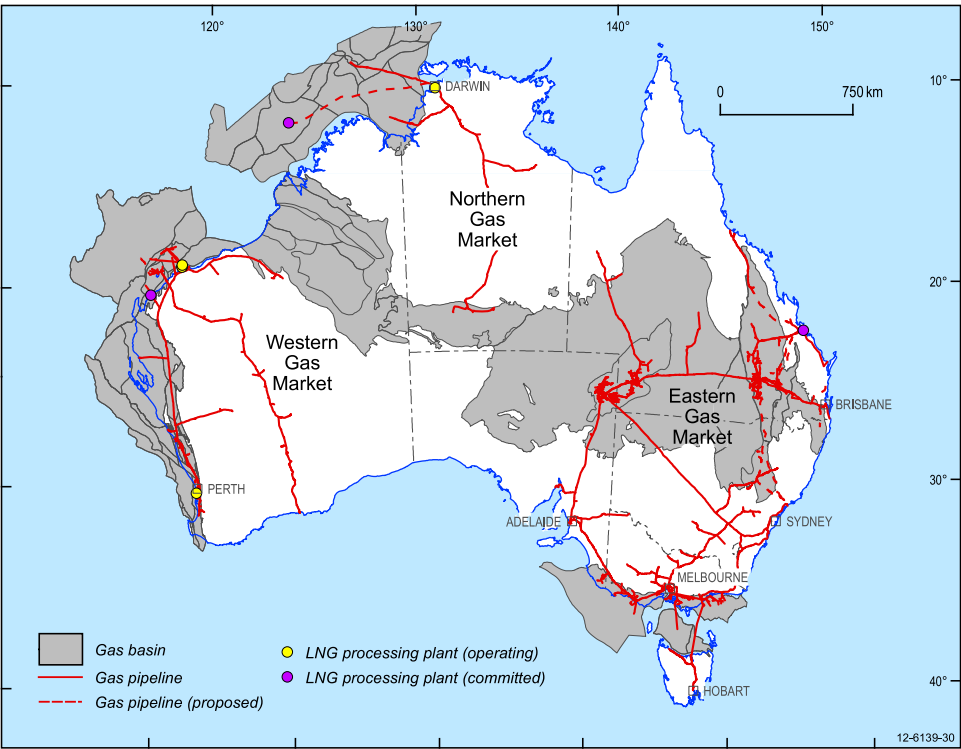 120°
130°
140°
150°
10°
0
750 km
DARWIN
Northern
Gas
Market
20°
Western
Gas
Market
Eastern
Gas
Market
BRISBANE
30°
PERTH
ADELAIDE
SYDNEY
MELBOURNE
Gas basin
LNG processing plant (operating)
Gas pipeline
LNG processing plant (committed)
Gas pipeline (proposed)
40°
HOBART
12-6139-30